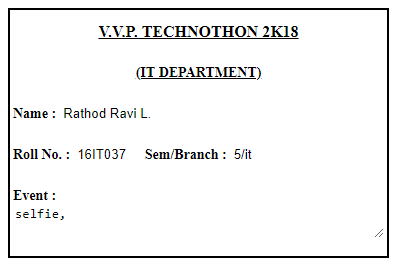 V.V.P. TECHNOTHON 2K18
(IT DEPARTMENT)
Name : Rathod Ravi L.
Roll No. : 16IT037 Sem/Branch : 5/it
Event :
selfie,